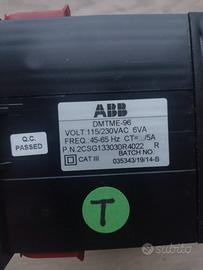 ABB
DMTME-96
VOLT:115/230VAC 6VA
FREQ.:45-65 Hz CT=.../5A
P.N.2CSG133030R4022 R
CAT III
BATCH NO:
035343/19/14-B
Q.C.
PASSED
T
subito